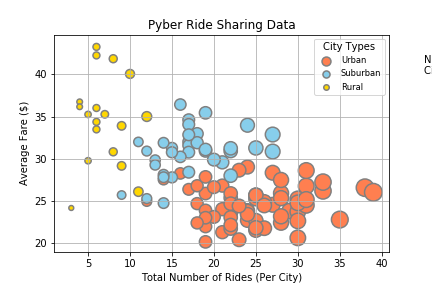 Pyber Ride Sharing Data
City Types
Urban
Suburban
Rural
N
Ci
Average Fare ($)
40
35
30
25
20
5
10
15
20
25
30
35
40
Total Number of Rides (Per City)